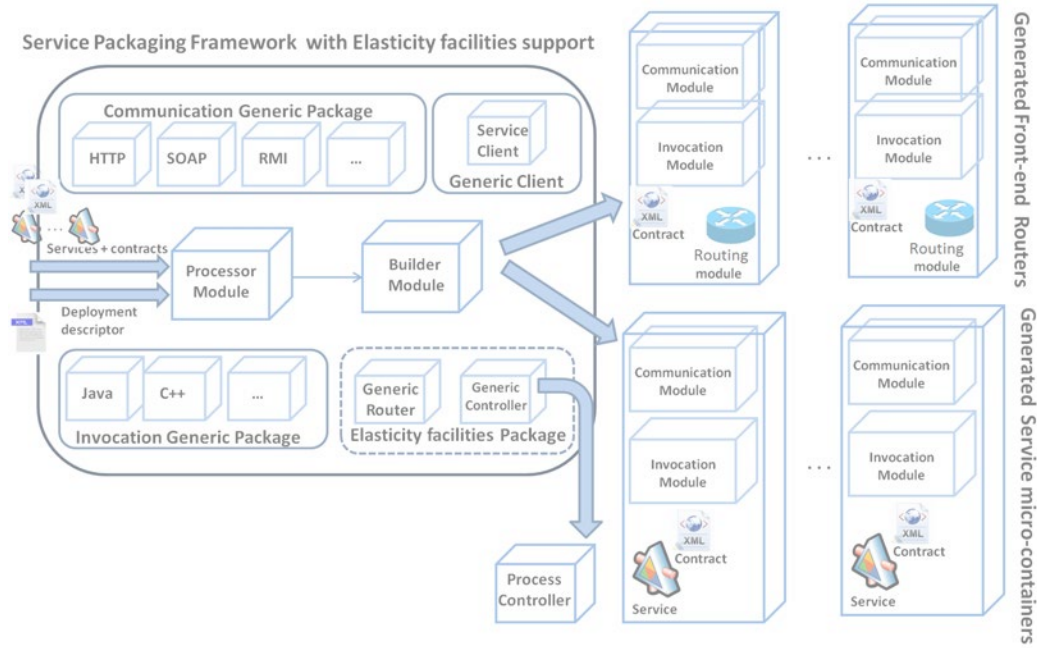 Service Packaging Framework with Elasticity facilities support
Communication Generic Package
HTTP
SOAP
RMI
...
Service
Client
Generic Client
XML
XML
...
Services + contracts
Processor
Module
Builder
Module
Deployment
descriptor
XML
Java
C++
...
Invocation Generic Package
Generic
Router
Generic
Controller
Elasticity facilities Package
Process
Controller
Communication
Module
Invocation
Module
XML
Contract
Routing
module
...
Communication
Module
Invocation
Module
XML
Contract
Routing
module
Generated Front-end Routers
Communication
Module
Invocation
Module
XML
Contract
Service
...
Communication
Module
Invocation
Module
XML
Contract
Service
Generated Service micro-containers